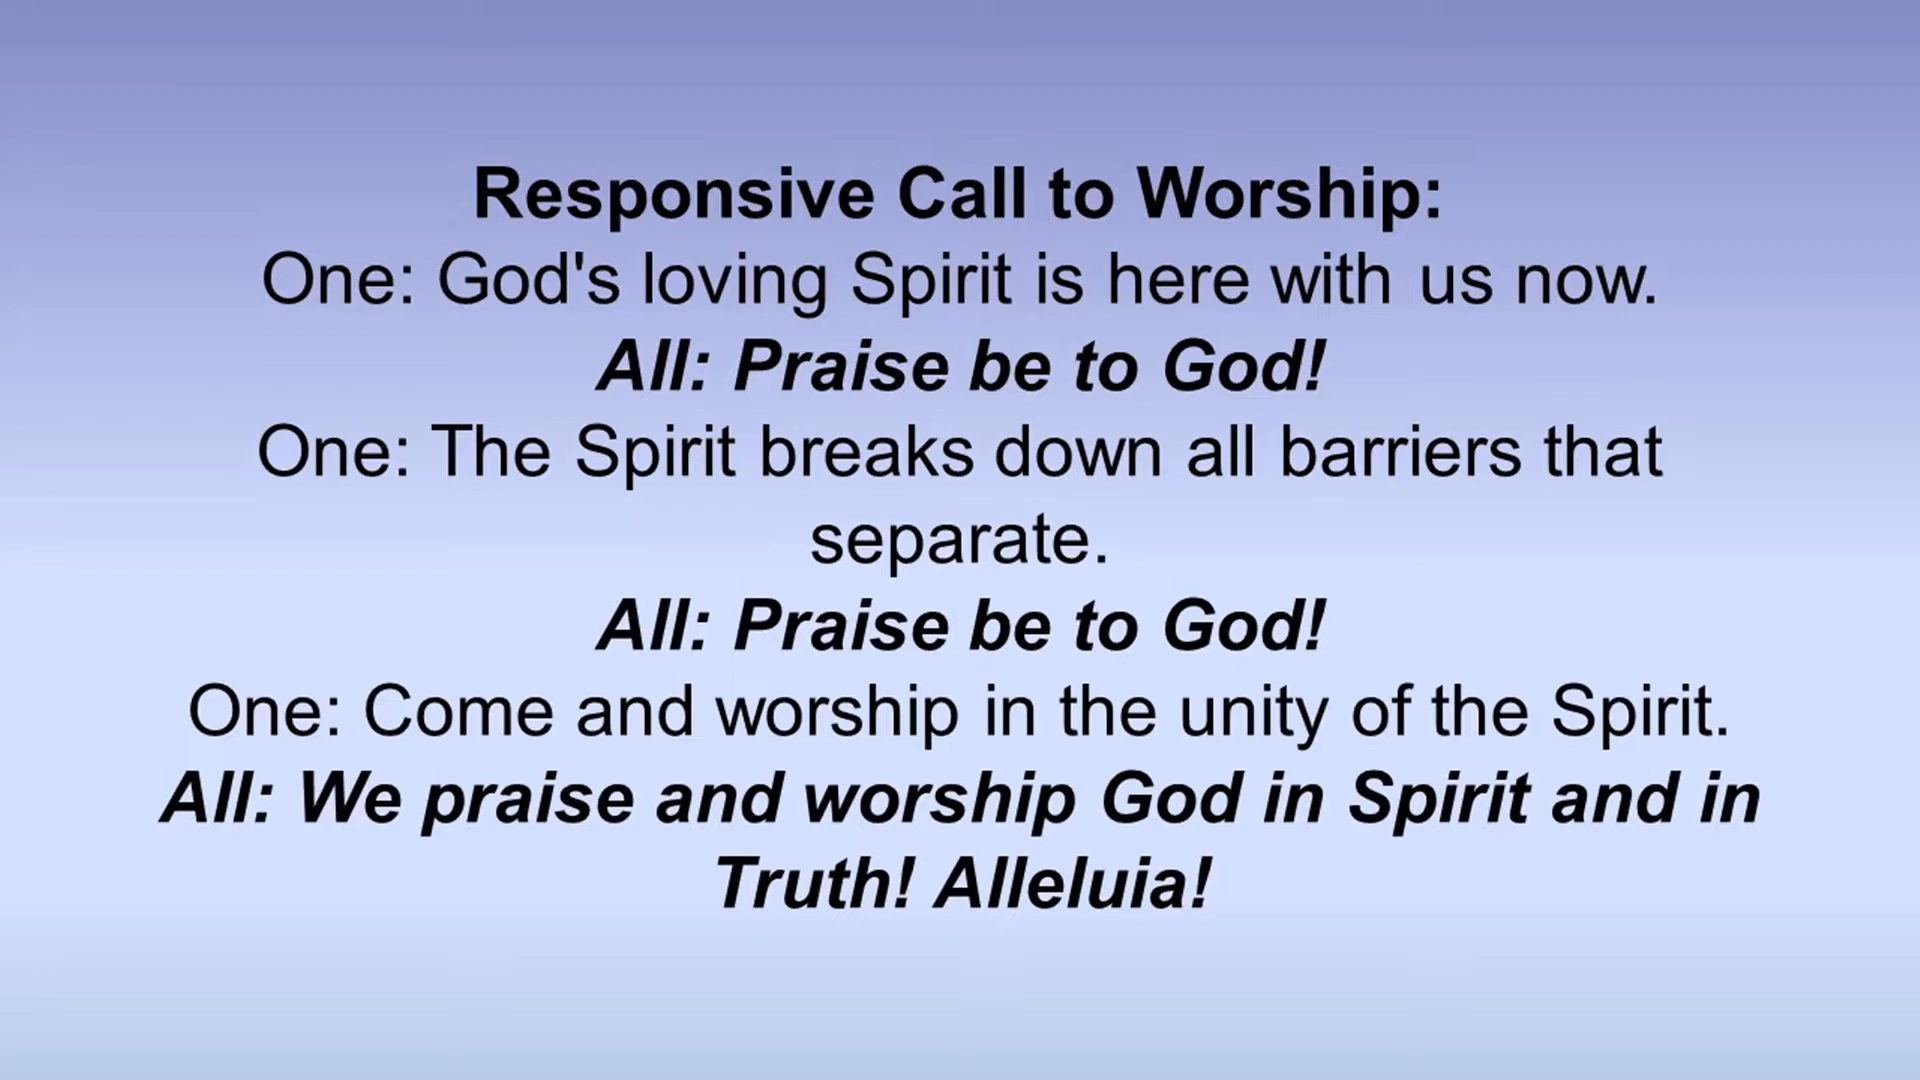 Responsive Call to Worship:
One: God's loving Spirit is here with us now.
All: Praise be to God!
One: The Spirit breaks down all barriers that
separate.
All: Praise be to God!
One: Come and worship in the unity of the Spirit.
All: We praise and worship God in Spirit and in
Truth! Alleluia!